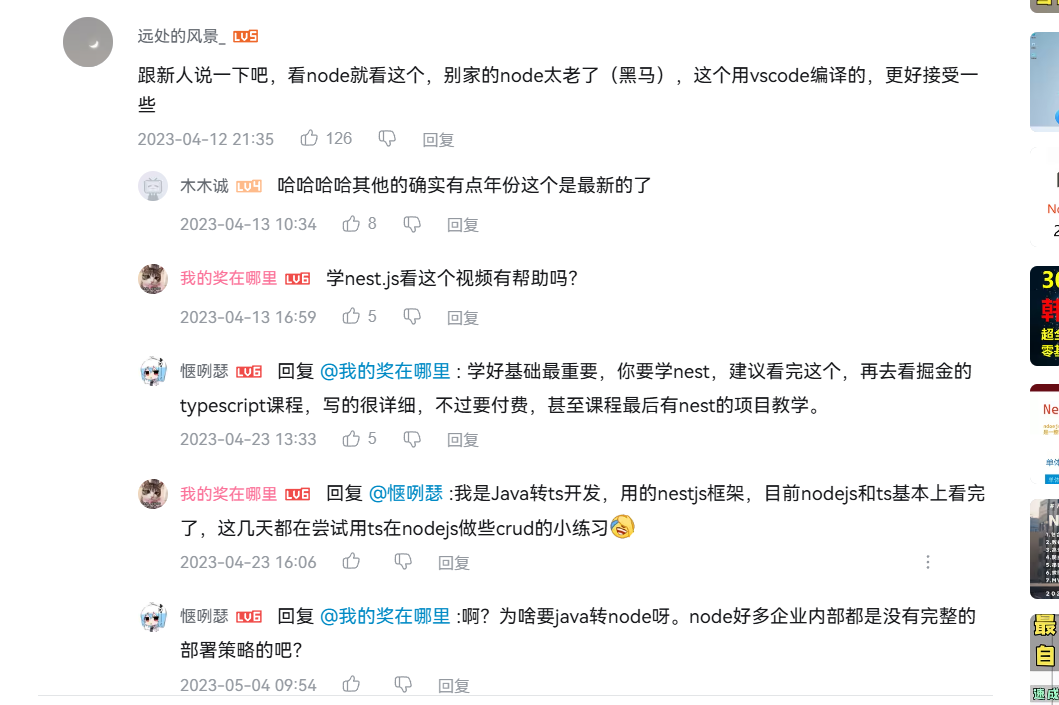 远处的风景_ LV5
跟新人说一下吧，看node就看这个，别家的node太老了（黑马），这个用vscode编译的，更好接受一
些
2023-04-12 21:35 126 回复
木木诚 LV4 哈哈哈哈其他的确实有点年份这个是最新的了
2023-04-13 10:34 8 回复
我的奖在哪里 LV6 学nest.js看这个视频有帮助吗？
2023-04-13 16:59 5 回复
惬咧瑟 LV6 回复 @我的奖在哪里 : 学好基础最重要，你要学nest，建议看完这个，再去看掘金的
typescript课程，写的很详细，不过要付费，甚至课程最后有nest的项目教学。
2023-04-23 13:33 5 回复
我的奖在哪里 LV6 回复 @惬咧瑟 :我是Java转ts开发，用的nestjs框架，目前nodejs和ts基本上看完
了，这几天都在尝试用ts在nodejs做些crud的小练习
2023-04-23 16:06 回复
惬咧瑟 LV6 回复 @我的奖在哪里 :啊？为啥要java转node呀。node好多企业内部都是没有完整的
部署策略的吧？
2023-05-04 09:54 回复
30
韩
超全
零基
Ne
单体
最
自
速成